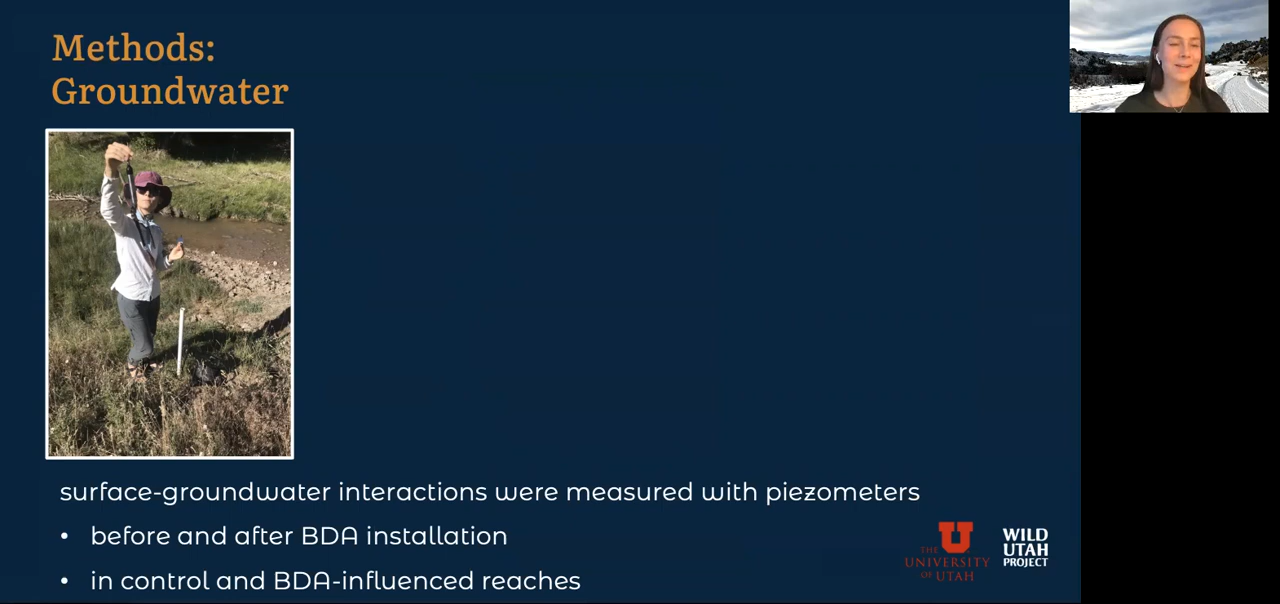 Methods:
Groundwater
surface-groundwater interactions were measured with piezometers
• before and after BDA installation
• in control and BDA-influenced reaches
U
THE
UNIVERSITY
OF UTAH
WILD
UTAH
PROJECT